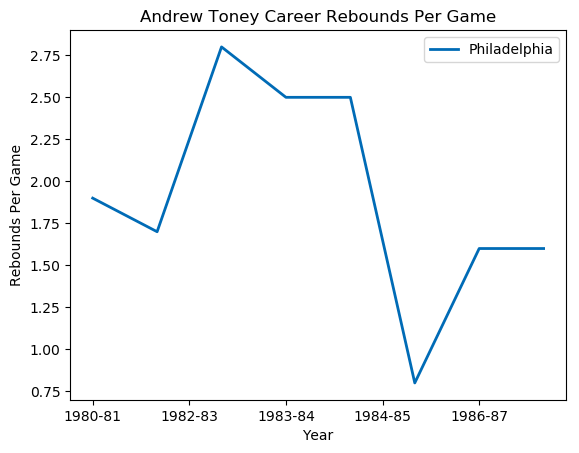 Andrew Toney Career Rebounds Per Game
Philadelphia
Rebounds Per Game
2.75
2.50
2.25
2.00
1.75
1.50
1.25
1.00
0.75
1980-81 1982-83 1983-84 1984-85 1986-87
Year